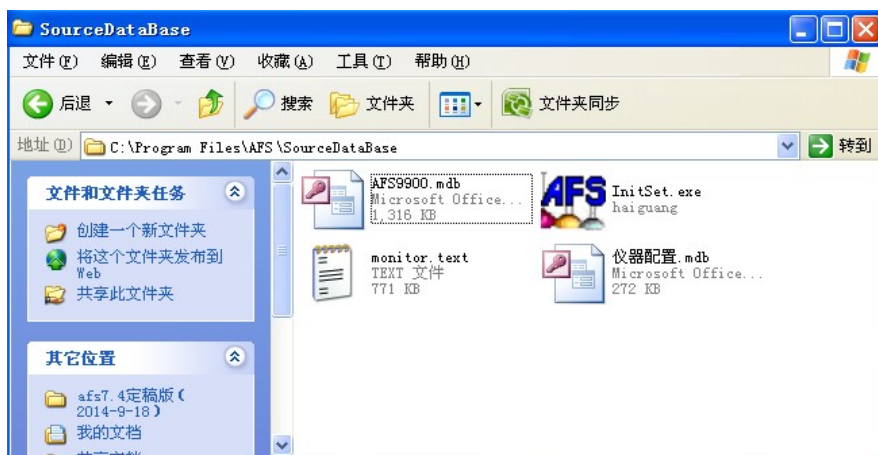 SourceDataBase
文件(F) 编辑(E) 查看(V) 收藏(A) 工具(T) 帮助(H)
后退 搜索 文件夹 文件夹同步
地址(D) C:\Program Files\AFS\SourceDataBase 转到
文件和文件夹任务
创建一个新文件夹
将这个文件夹发布到
Web
共享此文件夹
其它位置
afs7.4定稿版(
2014-9-18)
我的文档
共享文档
AFS9900.mdb
Microsoft Office...
1,316 KB
AFS
InitSet.exe
haiguang
monitor.text
TEXT 文件
771 KB
仪器配置.mdb
Microsoft Office...
272 KB